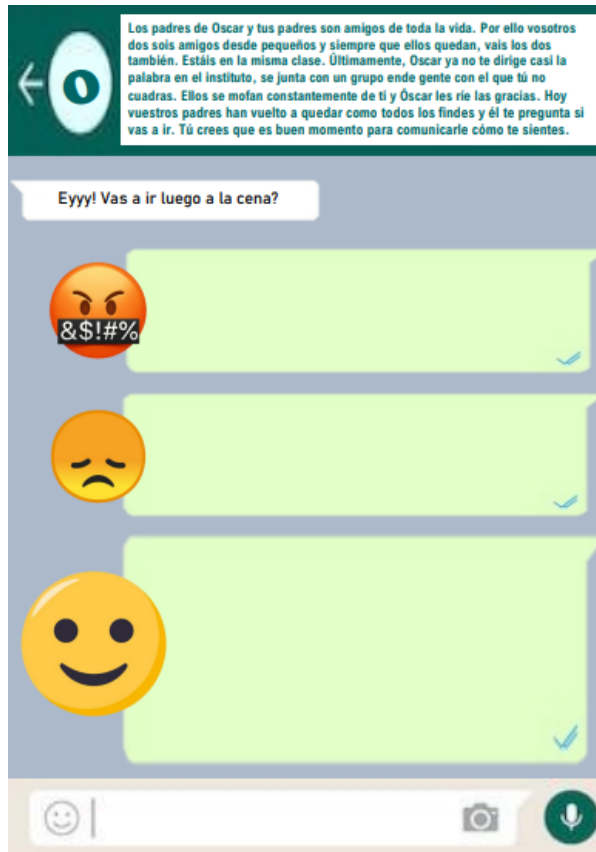 O
Los padres de Oscar y tus padres son amigos de toda la vida. Por ello vosotros
dos sois amigos desde pequeños y siempre que ellos quedan, vais los dos
también. Estáis en la misma clase. Últimamente, Oscar ya no te dirige casi la
palabra en el instituto, se junta con un grupo ende gente con el que tú no
cuadras. Ellos se mofan constantemente de ti y Óscar les ríe las gracias. Hoy
vuestros padres han vuelto a quedar como todos los findes y él te pregunta si
vas a ir. Tú crees que es buen momento para comunicarle cómo te sientes.
Eyyy! Vas a ir luego a la cena?
&$!#%